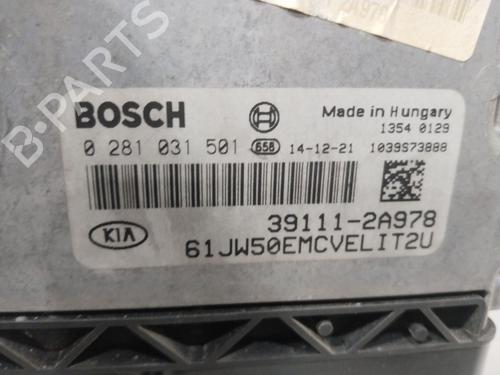 2A978
BOSCH
Made in Hungary
1354 0129
0 281 031 501 658 14-12-21 1039S73888
39111-2A978
KIA
61JW50EMCVELIT2U
B-PARTS